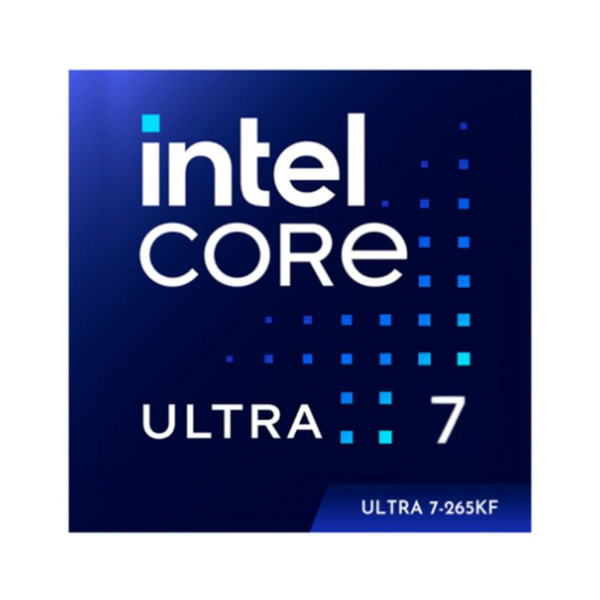 intel
CORE
ULTRA 7
ULTRA 7-265KF